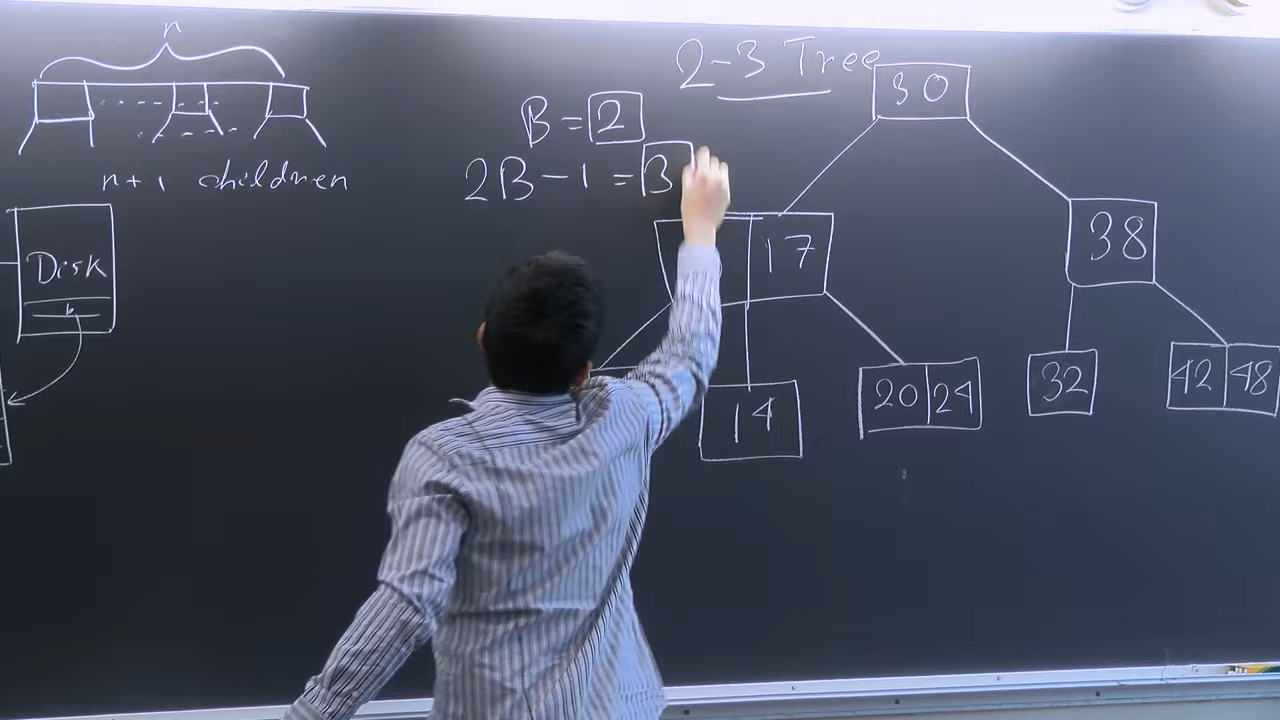 n
n+1 children
Disk
b
2-3 Tree
B = 2
2B-1 = 3
30
17
38
14
20 24
32
42 48